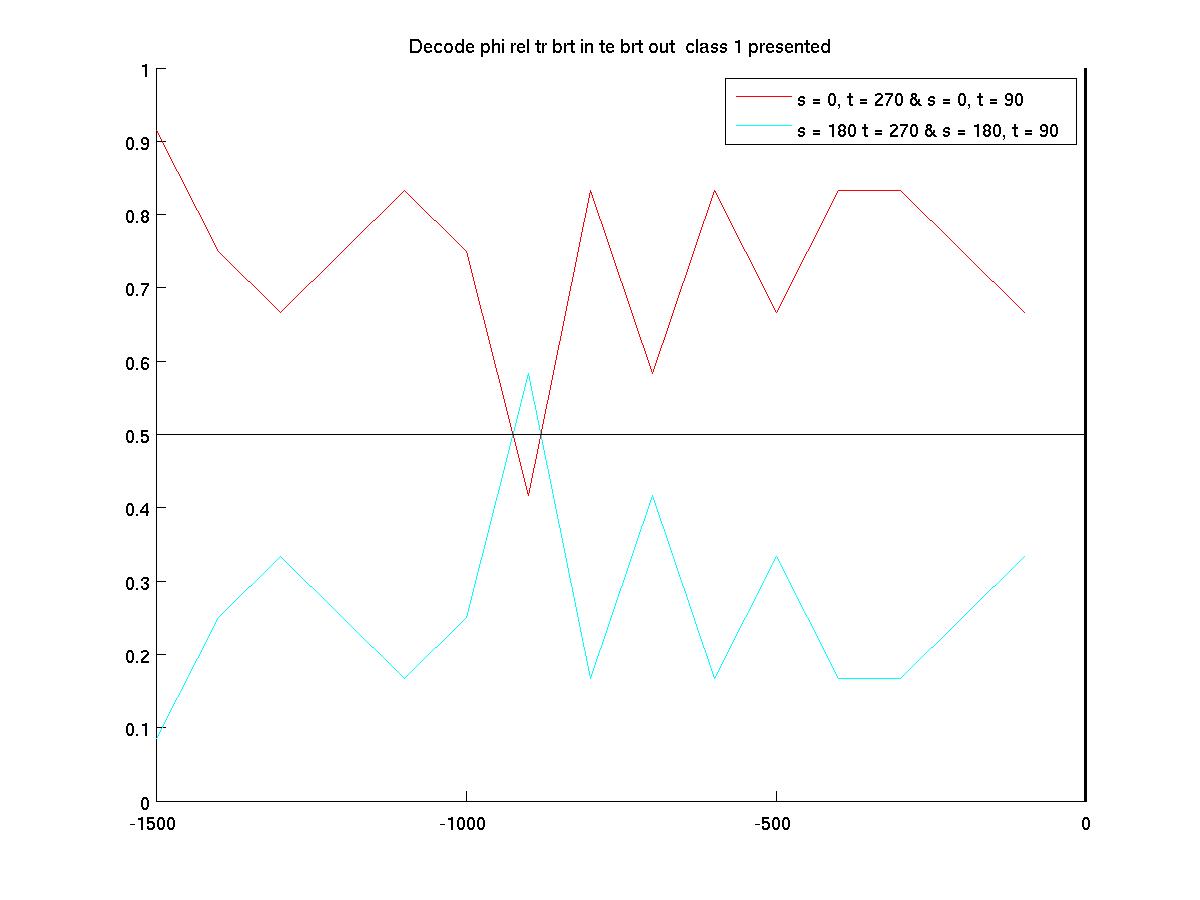 Decode phi rel tr brt in te brt out  class 1 presented
s = 0, t = 270 & s = 0, t = 90
s = 180 t = 270 & s = 180, t = 90
1
0.9
0.8
0.7
0.6
0.5
0.4
0.3
0.2
0.1
0
-1500 -1000 -500 0